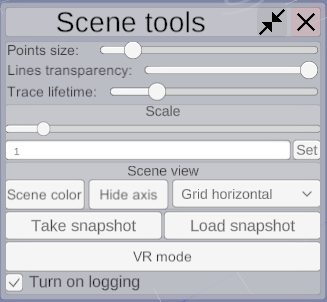 Scene tools
Points size:
Lines transparency:
Trace lifetime:
Scale
1 Set
Scene view
Scene color Hide axis Grid horizontal
Take snapshot Load snapshot
VR mode
Turn on logging